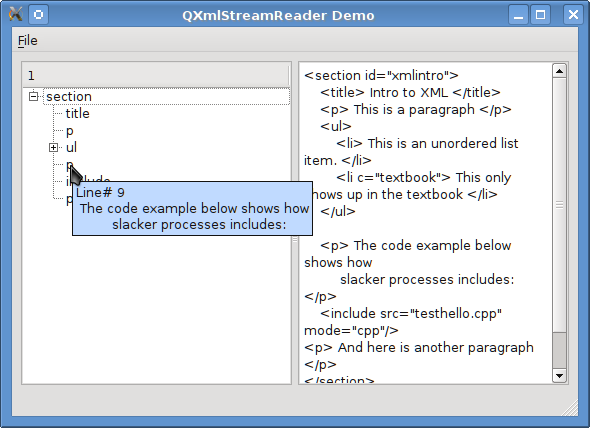 QXmlStreamReader Demo
File
1
section
title
p
ul
p
include
p
Line# 9
The code example below shows how
slacker processes includes:
<section id="xmlintro">
<title> Intro to XML </title>
<p> This is a paragraph </p>
<ul>
<li> This is an unordered list
item. </li>
<li c="textbook"> This only
hows up in the textbook </li>
</ul>
<p> The code example below
shows how
slacker processes includes:
</p>
<include src="testhello.cpp"
mode="cpp"/>
<p> And here is another paragraph
</p>
</section>